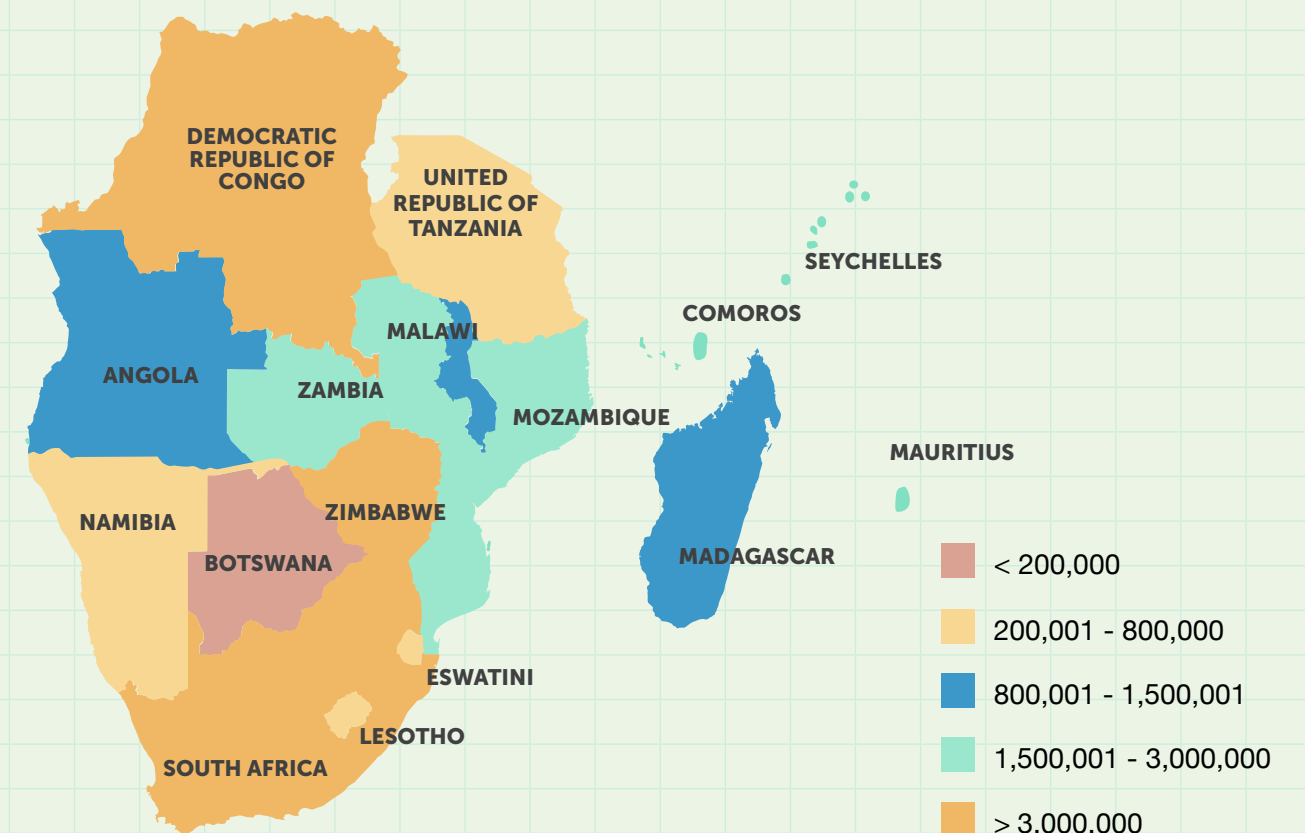 DEMOCRATIC
REPUBLIC OF
CONGO
UNITED
REPUBLIC OF
TANZANIA
SEYCHELLES
COMOROS
MALAWI
ANGOLA
ZAMBIA
MOZAMBIQUE
MAURITIUS
NAMIBIA
ZIMBABWE
BOTSWANA
MADAGASCAR
ESWATINI
LESOTHO
SOUTH AFRICA
< 200,000
200,001 - 800,000
800,001 - 1,500,001
1,500,001 - 3,000,000
> 3,000,000